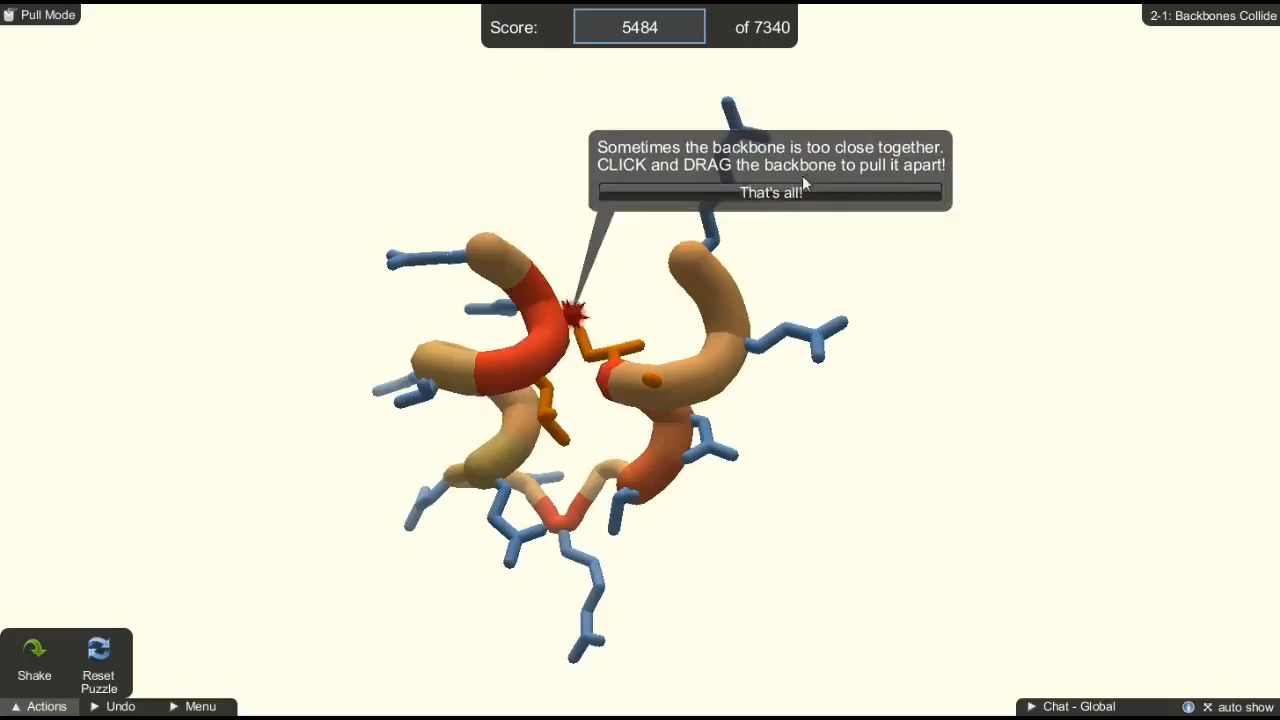 Pull Mode
Score: 5484 of 7340
2-1: Backbones Collide
Sometimes the backbone is too close together.
CLICK and DRAG the backbone to pull it apart!
That's all!
Shake
Reset
Puzzle
Actions
Undo
Menu
Chat - Global
auto show